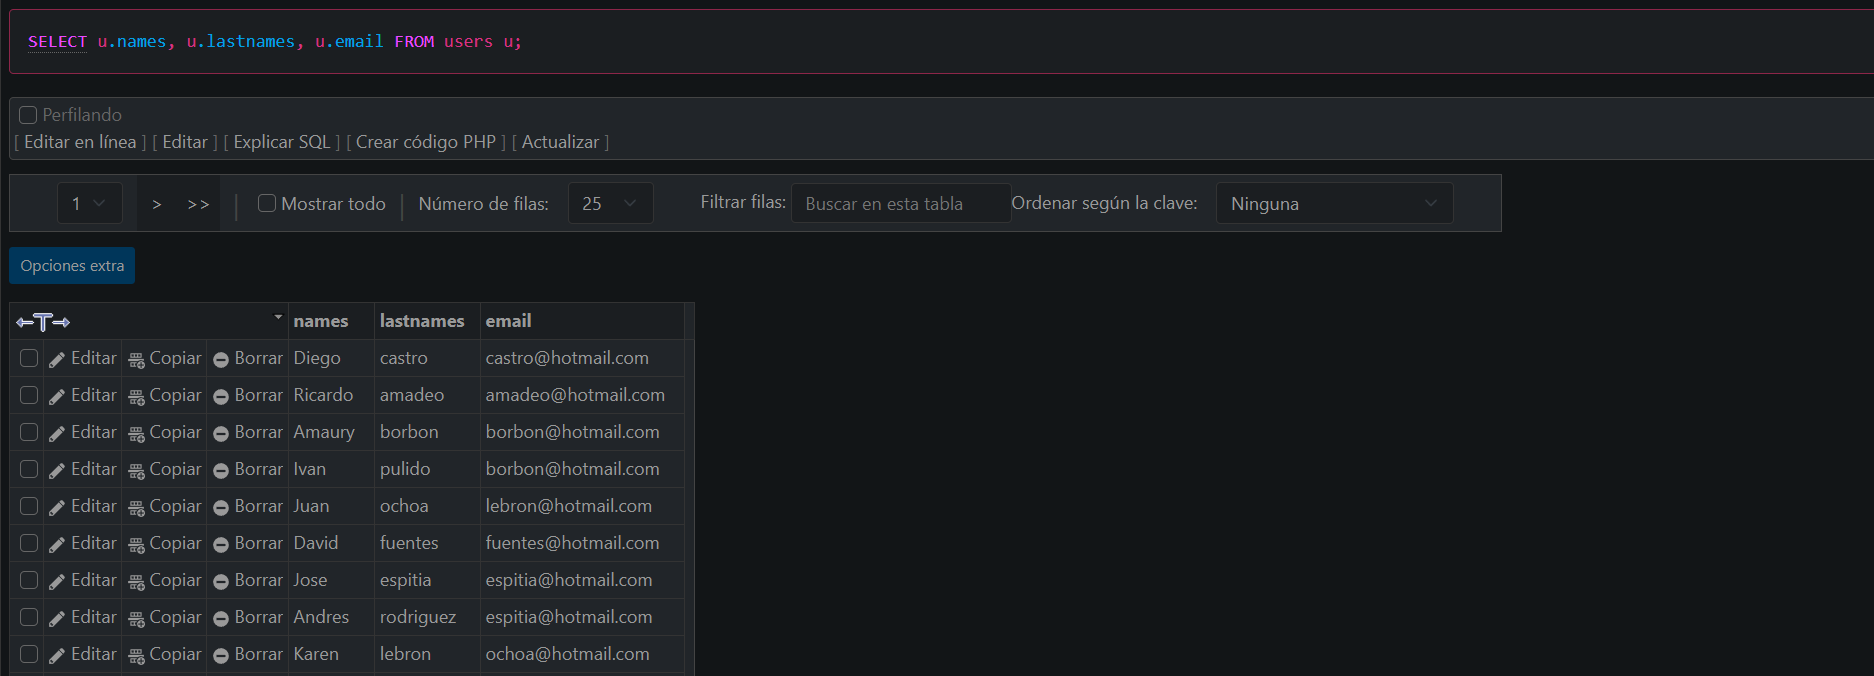 SELECT u.names, u.lastnames, u.email FROM users u;
Perfilando
[ Editar en línea ] [ Editar ] [ Explicar SQL ] [ Crear código PHP ] [ Actualizar ]
1 > >> | Mostrar todo | Número de filas: 25 Filtrar filas: Buscar en esta tabla Ordenar según la clave: Ninguna
Opciones extra
←T→ names lastnames email
Editar Copiar Borrar Diego castro castro@hotmail.com
Editar Copiar Borrar Ricardo amadeo amadeo@hotmail.com
Editar Copiar Borrar Amaury borbon borbon@hotmail.com
Editar Copiar Borrar Ivan pulido borbon@hotmail.com
Editar Copiar Borrar Juan ochoa lebron@hotmail.com
Editar Copiar Borrar David fuentes fuentes@hotmail.com
Editar Copiar Borrar Jose espitia espitia@hotmail.com
Editar Copiar Borrar Andres rodriguez espitia@hotmail.com
Editar Copiar Borrar Karen lebron ochoa@hotmail.com